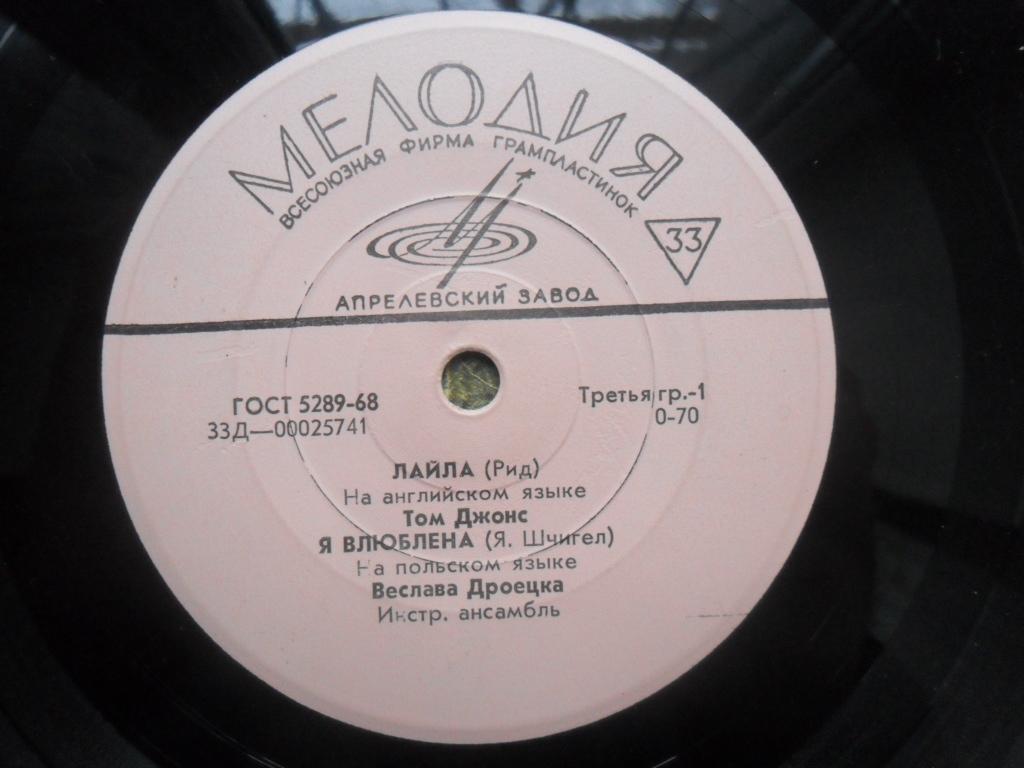 МЕЛОДИЯ
ВСЕСОЮЗНАЯ ФИРМА ГРАМПЛАСТИНОК
33
АПРЕЛЕВСКИЙ ЗАВОД
ГОСТ 5289-68
33Д—00025741
Третья гр.-1
0-70
ЛАЙЛА (Рид)
На английском языке
Том Джонс
Я ВЛЮБЛЕНА (Я. Шчигел)
На польском языке
Веслава Дроецка
Инстр. ансамбль